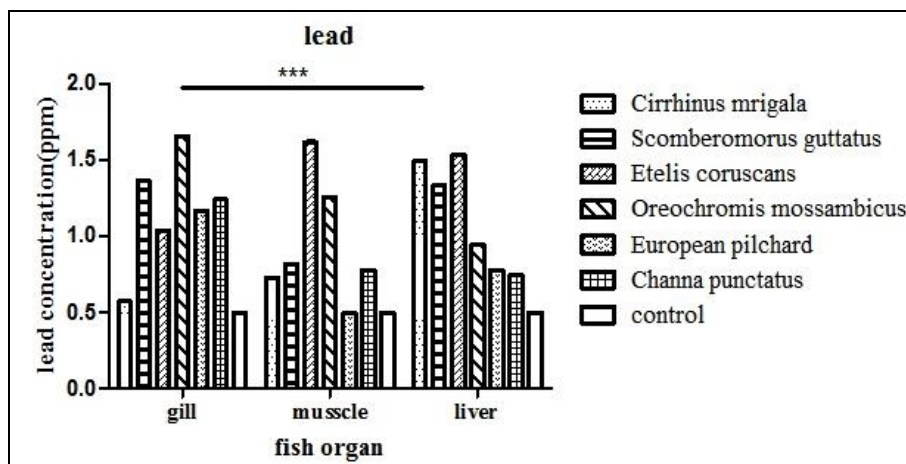 lead
***
2.0
1.5
1.0
0.5
0.0
lead concentration(ppm)
gill musscle liver
fish organ
Cirrhinus mrigala
Scomberomorus guttatus
Etelis coruscans
Oreochromis mossambicus
European pilchard
Channa punctatus
control